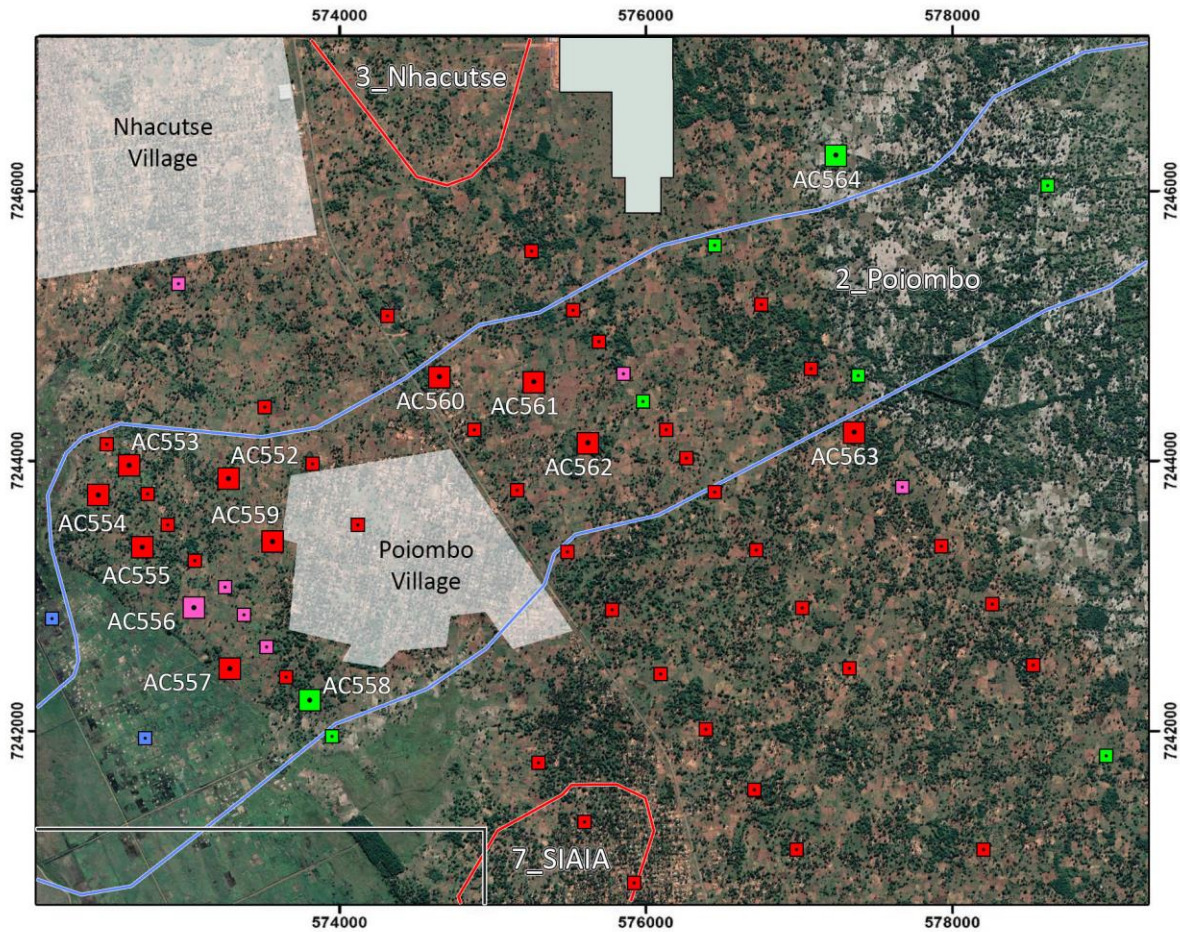 574000
576000
578000
3_Nhacutse
Nhacutse
Village
7246000
7246000
AC564
2_Poiombo
AC560
AC561
AC553
AC552
AC562
AC563
7244000
7244000
AC554
AC559
AC555
Poiombo
Village
AC556
AC557
AC558
7242000
7242000
7_SIAIA
574000
576000
578000